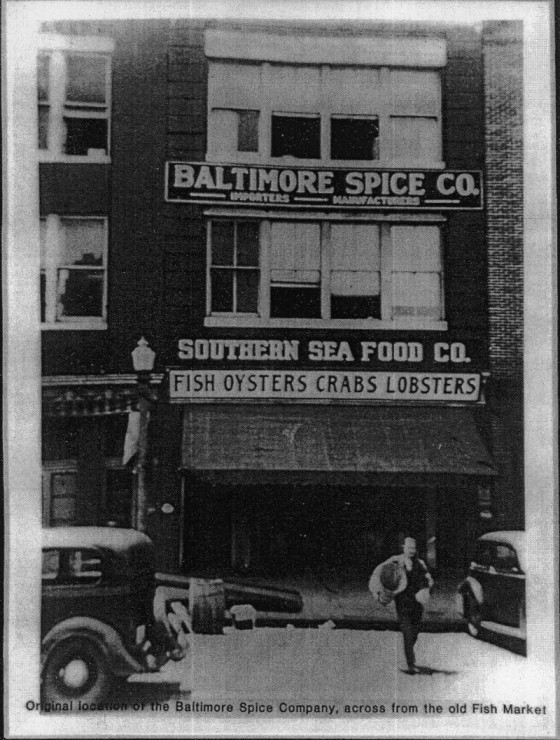 BALTIMORE SPICE CO.
IMPORTERS MANUFACTURERS
SOUTHERN SEA FOOD CO.
FISH OYSTERS CRABS LOBSTERS
Original location of the Baltimore Spice Company, across from the old Fish Market